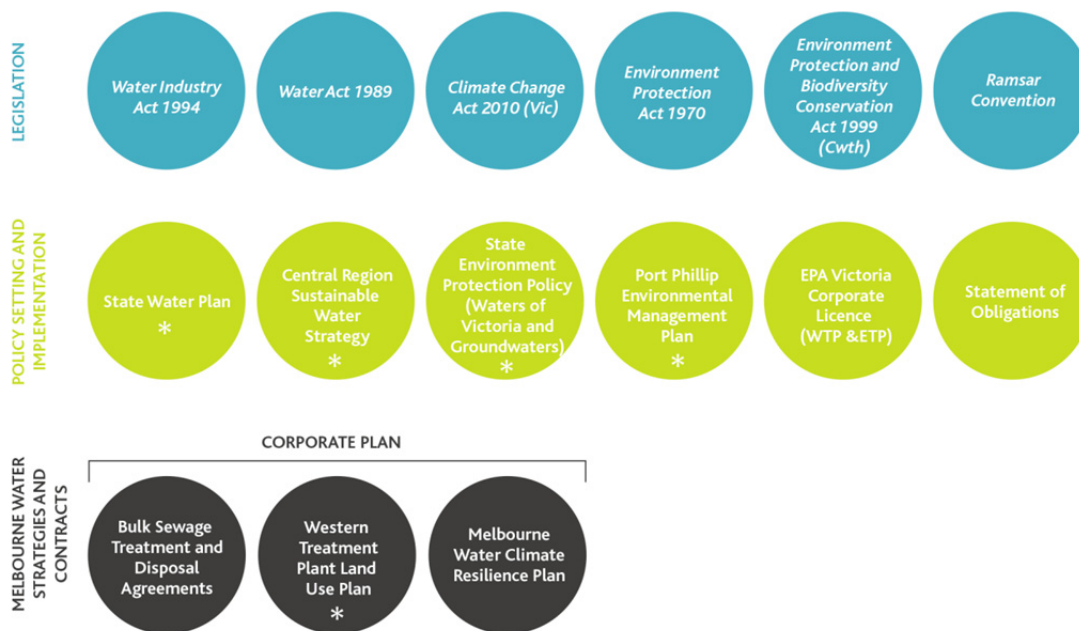 LEGISLATION
Water Industry
Act 1994
Water Act 1989
Climate Change
Act 2010 (Vic)
Environment
Protection
Act 1970
Environment
Protection and
Biodiversity
Conservation
Act 1999
(Cwth)
Ramsar
Convention
POLICY SETTING AND
IMPLEMENTATION
State Water Plan
*
Central Region
Sustainable
Water
Strategy
*
State
Environment
Protection Policy
(Waters of
Victoria and
Groundwaters)
*
Port Phillip
Environmental
Management
Plan
*
EPA Victoria
Corporate
Licence
(WTP &ETP)
Statement of
Obligations
MELBOURNE WATER
STRATEGIES AND
CONTRACTS
CORPORATE PLAN
Bulk Sewage
Treatment and
Disposal
Agreements
Western
Treatment
Plant Land
Use Plan
*
Melbourne
Water Climate
Resilience Plan